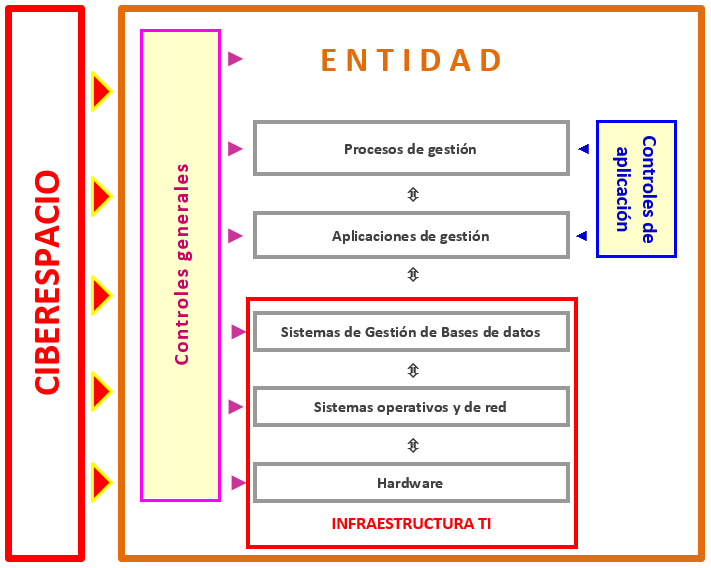 CIBERESPACIO
Controles generales
ENTIDAD
Procesos de gestión
Aplicaciones de gestión
Controles de
aplicación
Sistemas de Gestión de Bases de datos
Sistemas operativos y de red
Hardware
INFRAESTRUCTURA TI